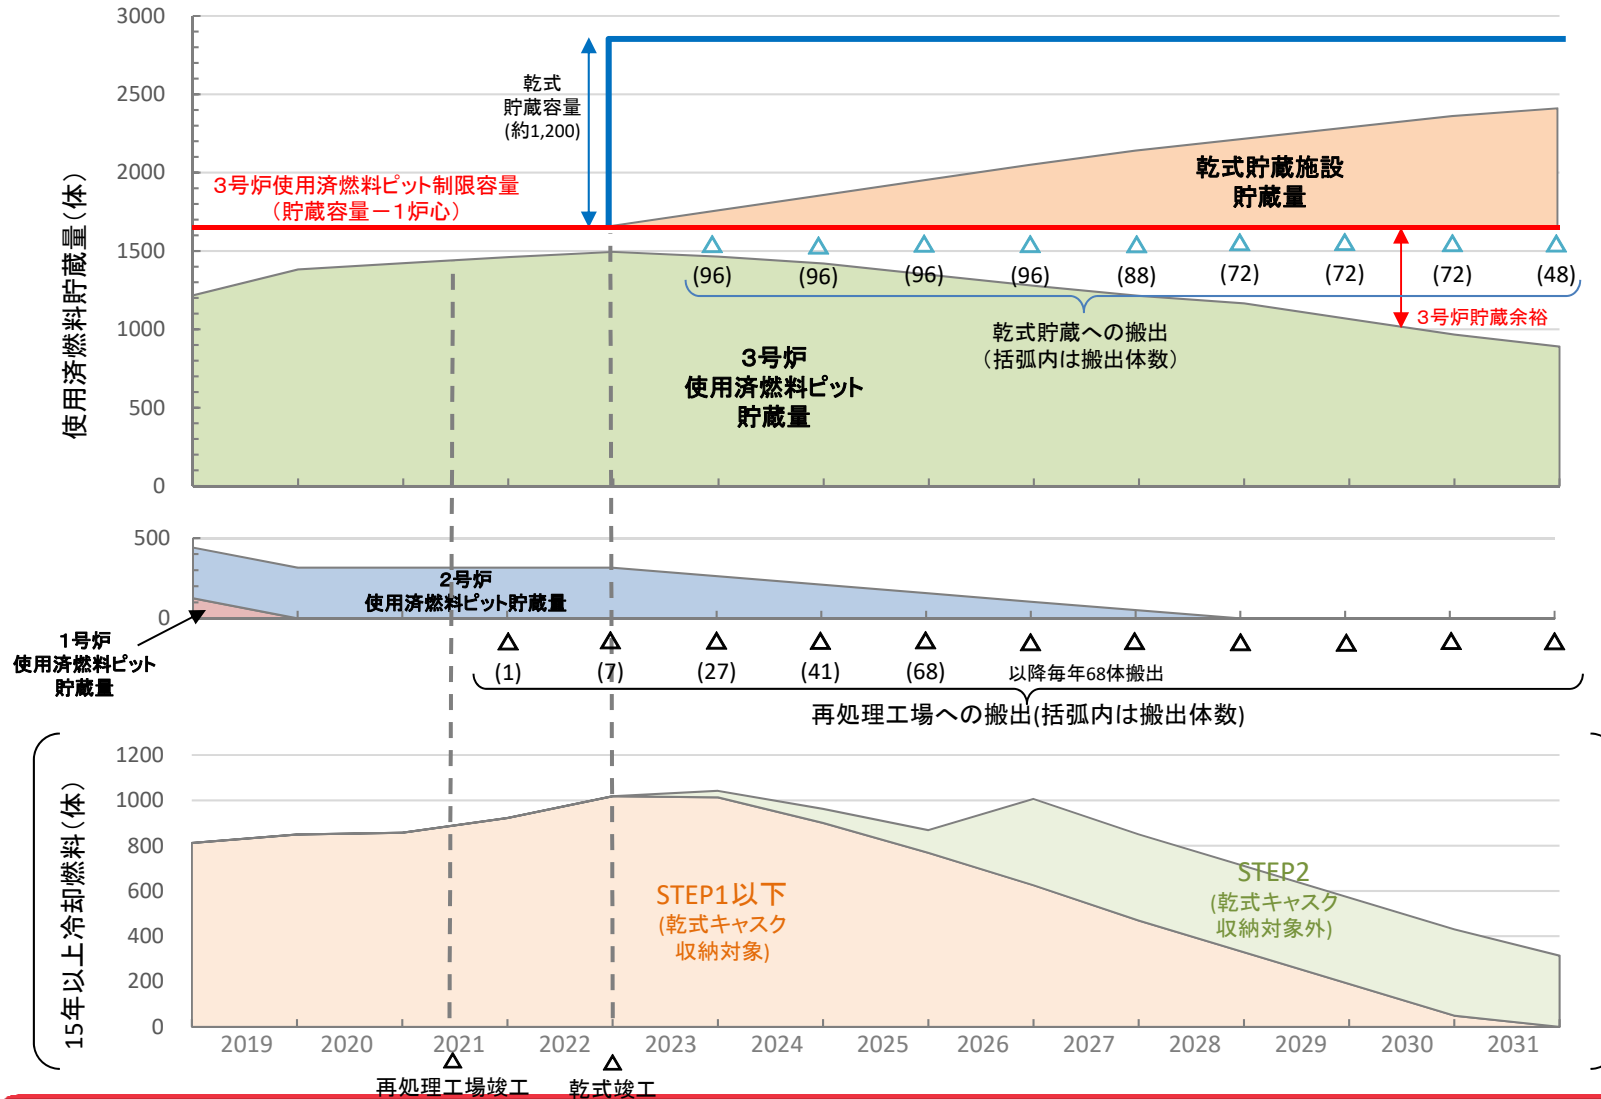 使用済燃料貯蔵量(体)
3000
2500
2000
1500
1000
500
0
乾式
貯蔵容量
(約1,200)
3号炉使用済燃料ピット制限容量
(貯蔵容量－1炉心)
乾式貯蔵施設
貯蔵量
(96)
(96)
(96)
(96)
(88)
(72)
(72)
(72)
(48)
乾式貯蔵への搬出
(括弧内は搬出体数)
3号炉貯蔵余裕
3号炉
使用済燃料ピット
貯蔵量
500
0
2号炉
使用済燃料ピット貯蔵量
1号炉
使用済燃料ピット
貯蔵量
(1)
(7)
(27)
(41)
(68)
以降毎年68体搬出
再処理工場への搬出(括弧内は搬出体数)
15年以上冷却燃料(体)
1200
1000
800
600
400
200
0
STEP1以下
(乾式キャスク
収納対象)
STEP2
(乾式キャスク
収納対象外)
2019
2020
2021
2022
2023
2024
2025
2026
2027
2028
2029
2030
2031
再処理工場竣工
乾式竣工